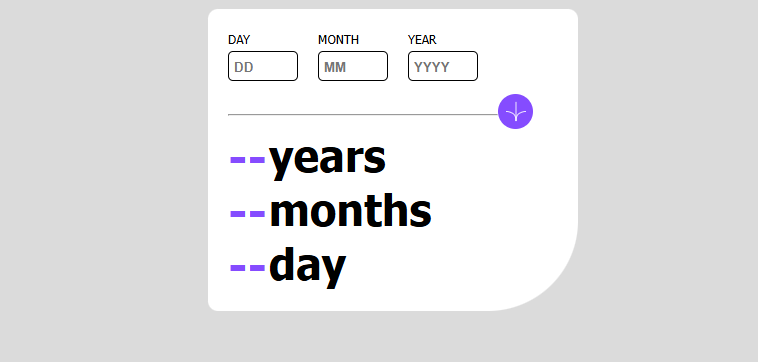 DAY MONTH YEAR
DD MM YYYY
--years
--months
--day